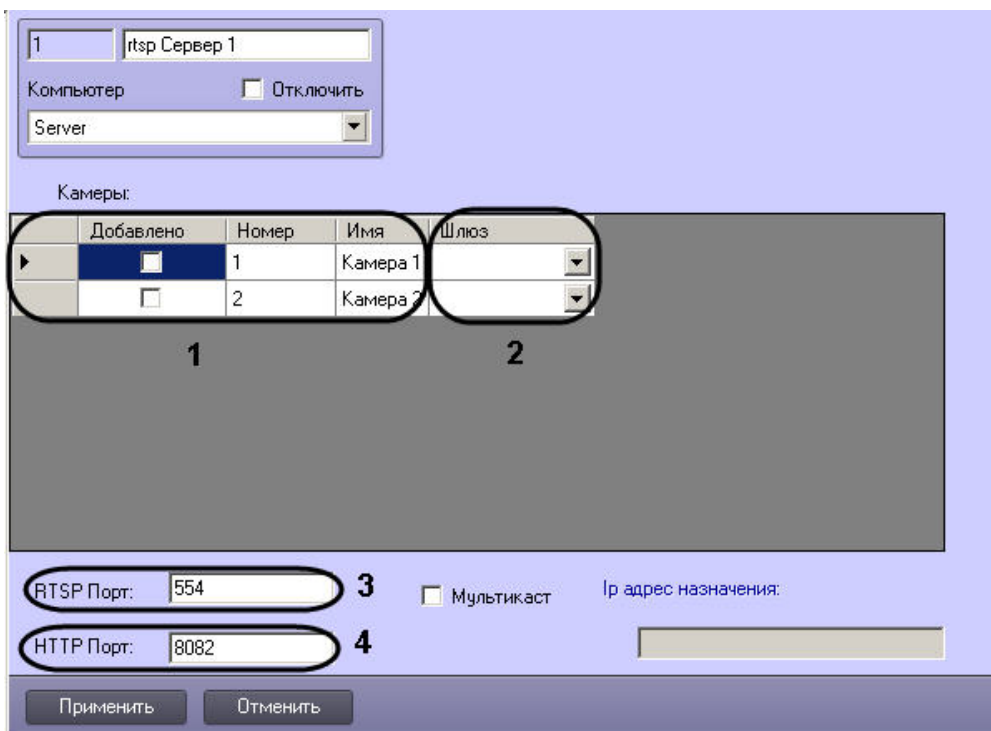 1 rtsp Сервер 1
Компьютер Отключить
Server
Камеры:
Добавлено Номер Имя Шлюз
1 Камера 1
2 Камера 2
1 2
RTSP Порт: 554 3 Мультикаст Ip адрес назначения:
HTTP Порт: 8082 4
Применить Отменить